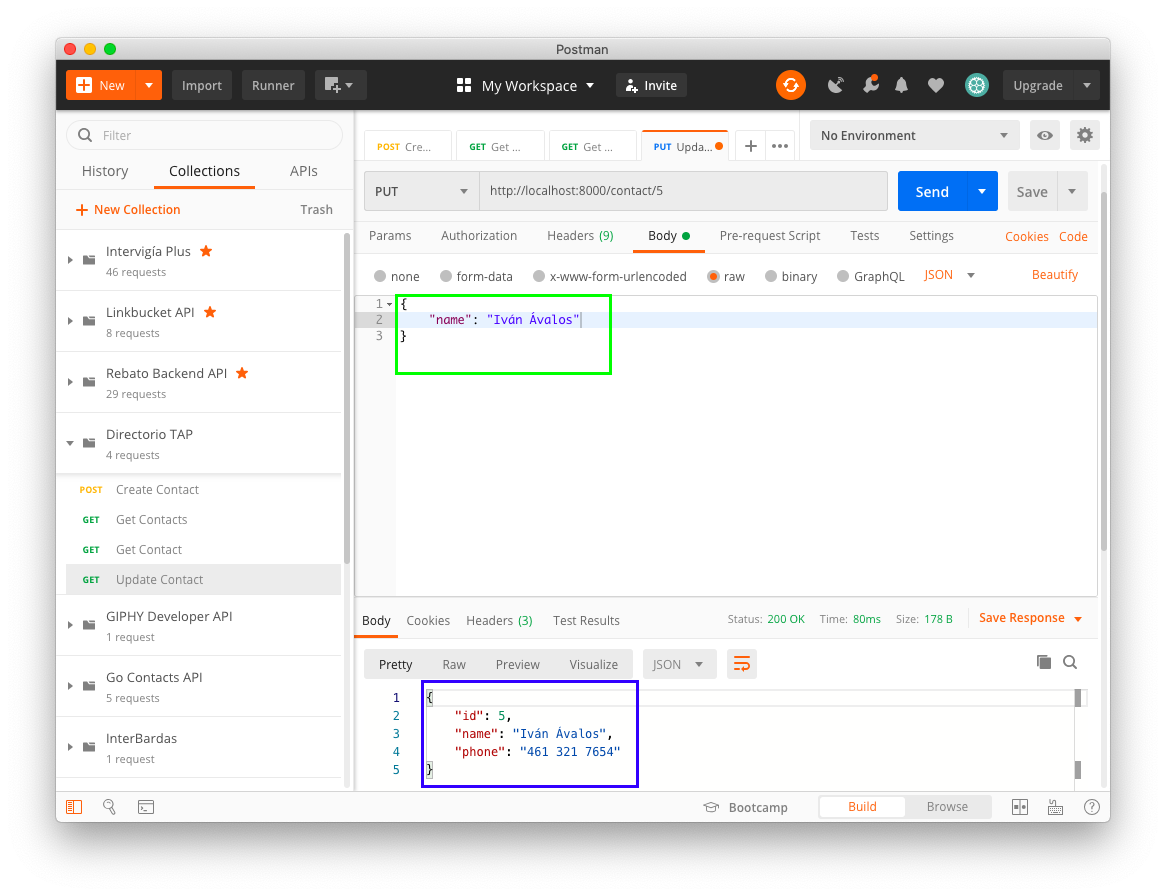 Postman
New Import Runner My Workspace Invite Upgrade
Filter
History Collections APIs
New Collection Trash
Intervigía Plus
46 requests
Linkbucket API
8 requests
Rebato Backend API
29 requests
Directorio TAP
4 requests
POST Create Contact
GET Get Contacts
GET Get Contact
GET Update Contact
GIPHY Developer API
1 request
Go Contacts API
5 requests
InterBardas
1 request
POST Cre... GET Get ... GET Get ... PUT Upda... No Environment
PUT http://localhost:8000/contact/5 Send Save
Params Authorization Headers (9) Body Pre-request Script Tests Settings Cookies Code
none form-data x-www-form-urlencoded raw binary GraphQL JSON Beautify
1 {
2 "name": "Iván Ávalos"
3 }
Body Cookies Headers (3) Test Results Status: 200 OK Time: 80ms Size: 178 B Save Response
Pretty Raw Preview Visualize JSON
1 {
2 "id": 5,
3 "name": "Iván Ávalos",
4 "phone": "461 321 7654"
5 }
Bootcamp Build Browse